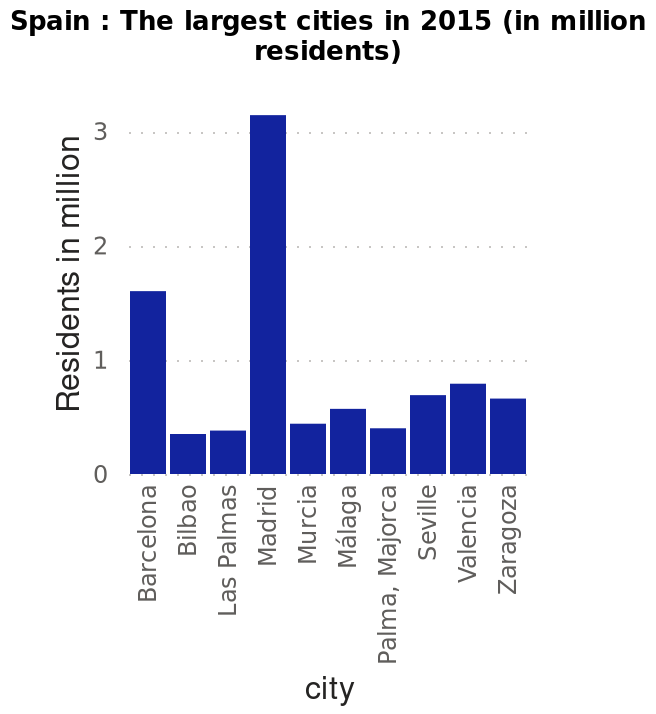 Spain : The largest cities in 2015 (in million
residents)
Residents in million
3
2
1
0
Barcelona
Bilbao
Las Palmas
Madrid
Murcia
Málaga
Palma, Majorca
Seville
Valencia
Zaragoza
city